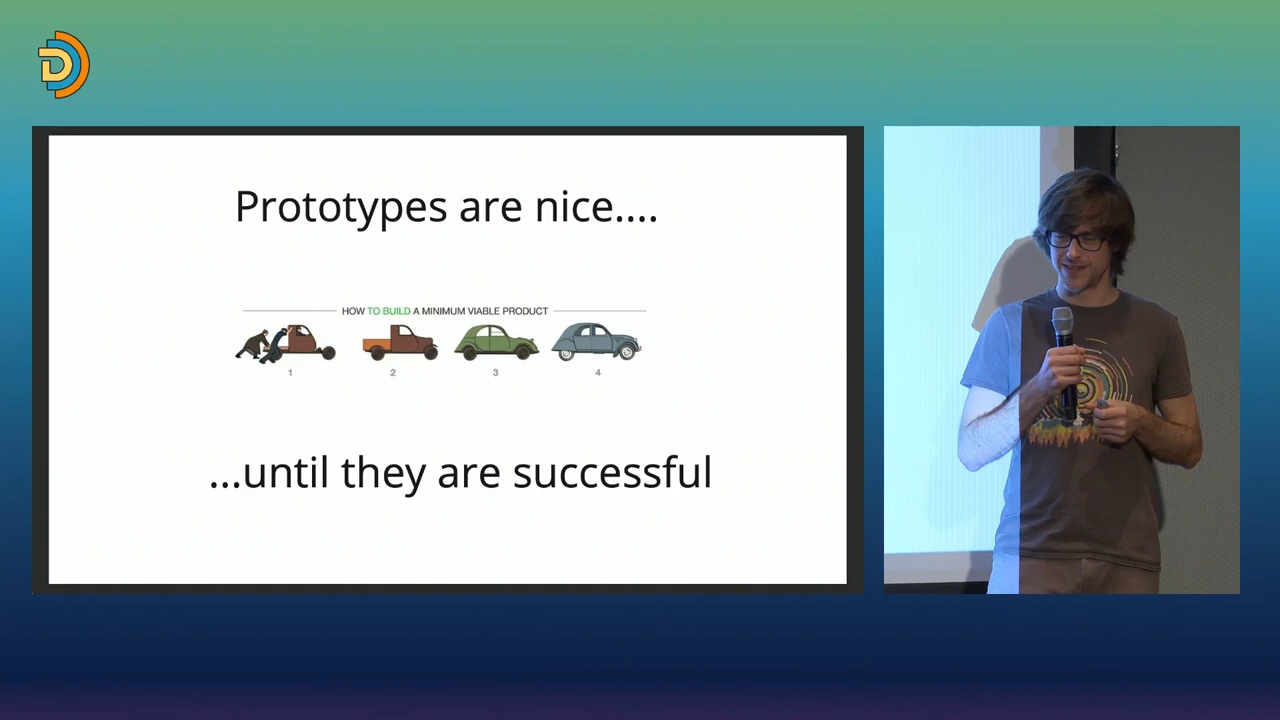 D
Prototypes are nice....
HOW TO BUILD A MINIMUM VIABLE PRODUCT
1 2 3 4
...until they are successful